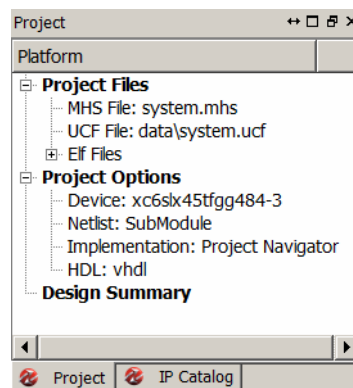 Project
Platform
Project Files
MHS File: system.mhs
UCF File: data\system.ucf
Elf Files
Project Options
Device: xc6slx45tfgg484-3
Netlist: SubModule
Implementation: Project Navigator
HDL: vhdl
Design Summary
Project IP Catalog